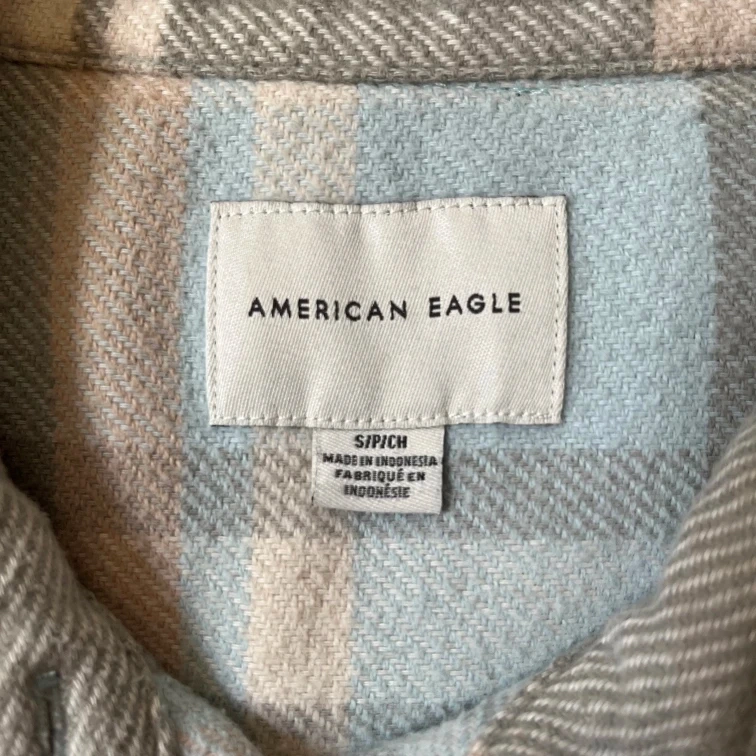 AMERICAN EAGLE
S/P/CH
MADE IN INDONESIA
FABRIQUÉ EN
INDONÉSIE